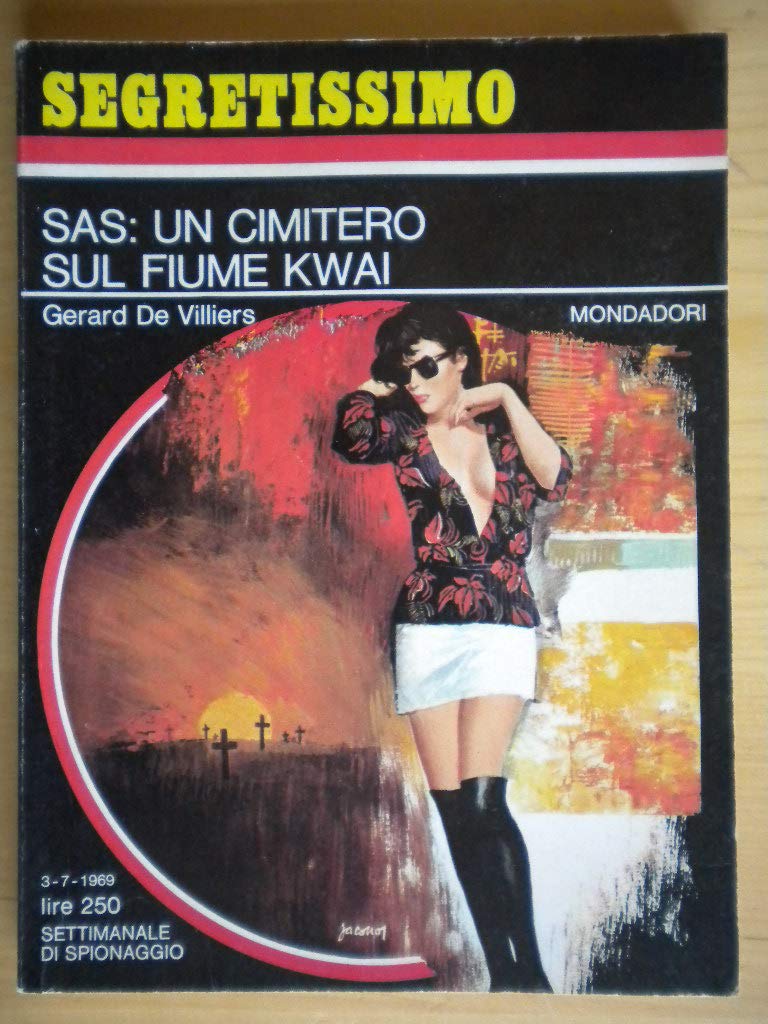 SEGRETISSIMO
SAS: UN CIMITERO
SUL FIUME KWAI
Gerard De Villiers
MONDADORI
3-7-1969
lire 250
SETTIMANALE
DI SPIONAGGIO